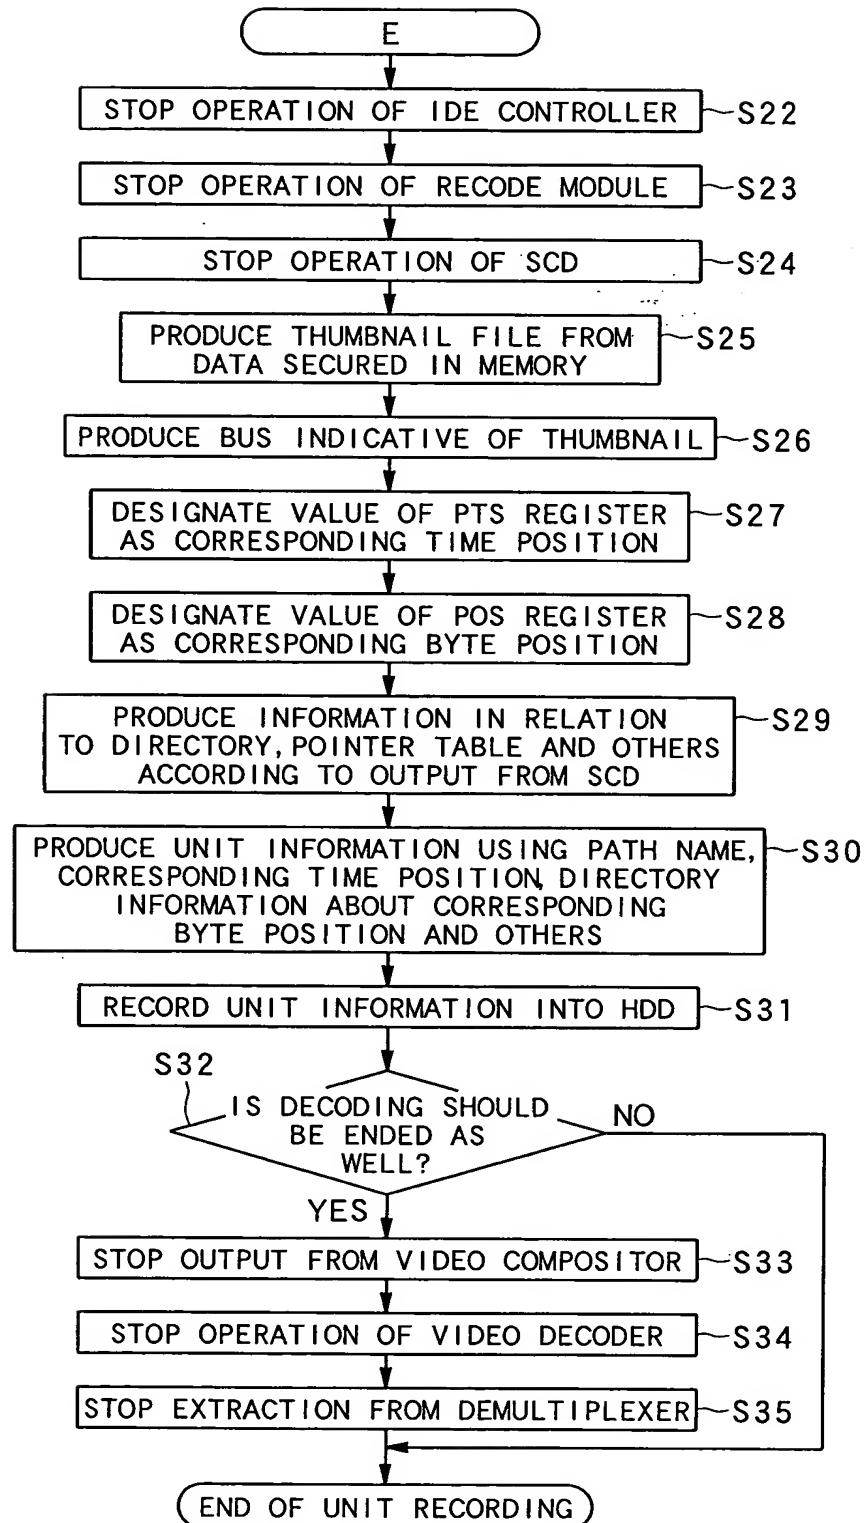 E
STOP OPERATION OF IDE CONTROLLER
S22
STOP OPERATION OF RECODE MODULE
S23
STOP OPERATION OF SCD
S24
PRODUCE THUMBNAIL FILE FROM
DATA SECURED IN MEMORY
S25
PRODUCE BUS INDICATIVE OF THUMBNAIL
S26
DESIGNATE VALUE OF PTS REGISTER
AS CORRESPONDING TIME POSITION
S27
DESIGNATE VALUE OF POS REGISTER
AS CORRESPONDING BYTE POSITION
S28
PRODUCE INFORMATION IN RELATION
TO DIRECTORY, POINTER TABLE AND OTHERS
ACCORDING TO OUTPUT FROM SCD
S29
PRODUCE UNIT INFORMATION USING PATH NAME,
CORRESPONDING TIME POSITION, DIRECTORY
INFORMATION ABOUT CORRESPONDING
BYTE POSITION AND OTHERS
S30
RECORD UNIT INFORMATION INTO HDD
S31
S32
IS DECODING SHOULD
BE ENDED AS
WELL?
NO
YES
STOP OUTPUT FROM VIDEO COMPOSITOR
S33
STOP OPERATION OF VIDEO DECODER
S34
STOP EXTRACTION FROM DEMULTIPLEXER
S35
END OF UNIT RECORDING